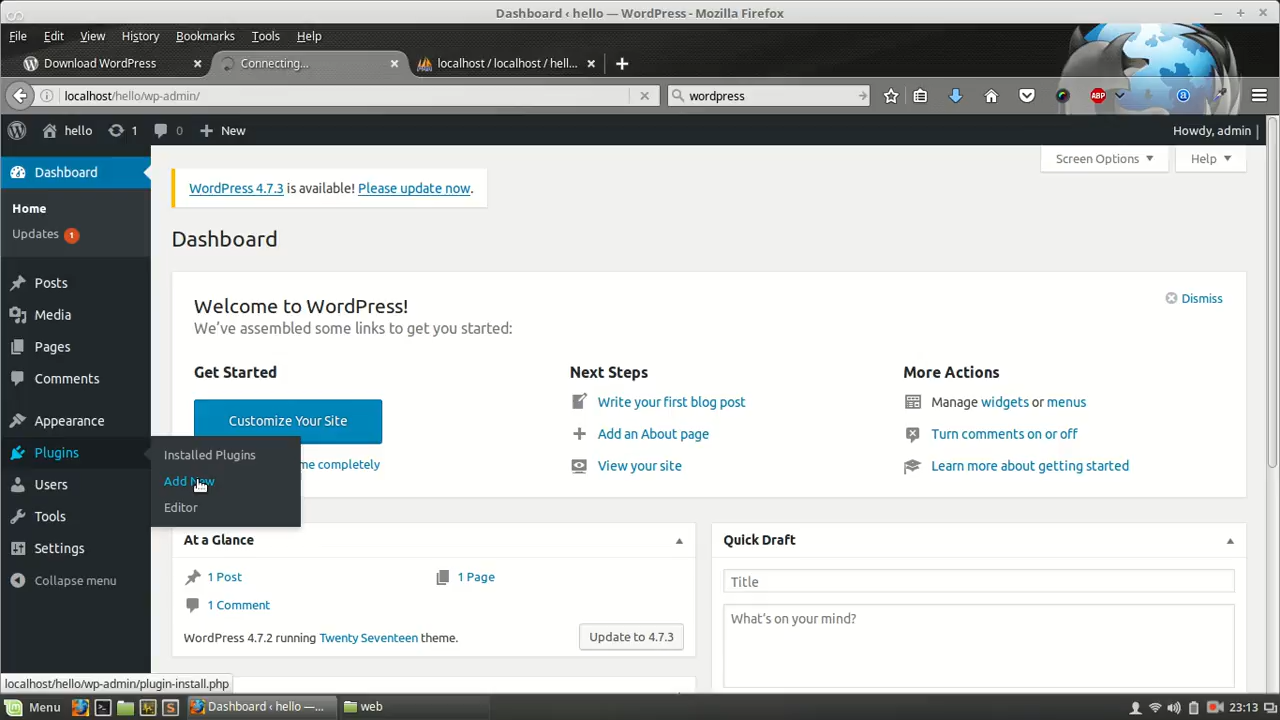 Dashboard ‹ hello — WordPress - Mozilla Firefox
File Edit View History Bookmarks Tools Help
Download WordPress
Connecting...
localhost / localhost / hell...
localhost/hello/wp-admin/
wordpress
ABP
hello 1 0 New
Howdy, admin
Dashboard
Home
Updates 1
Posts
Media
Pages
Comments
Appearance
Plugins
Users
Tools
Settings
Collapse menu
Installed Plugins
Add New
Editor
Screen Options
Help
WordPress 4.7.3 is available! Please update now.
Dashboard
Welcome to WordPress!
We've assembled some links to get you started:
Dismiss
Get Started
Customize Your Site
me completely
Next Steps
Write your first blog post
Add an About page
View your site
More Actions
Manage widgets or menus
Turn comments on or off
Learn more about getting started
At a Glance
1 Post
1 Page
1 Comment
WordPress 4.7.2 running Twenty Seventeen theme.
Update to 4.7.3
Quick Draft
Title
What's on your mind?
localhost/hello/wp-admin/plugin-install.php
Menu
Dashboard ‹ hello —...
web
23:13